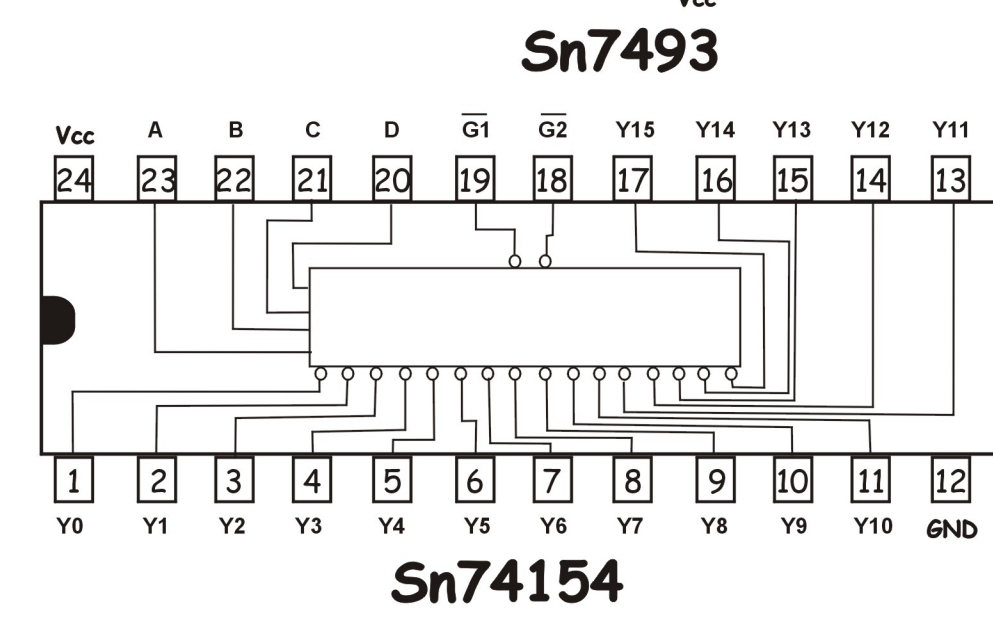 Vcc
Sn7493
Vcc A B C D G1 G2 Y15 Y14 Y13 Y12 Y11
24 23 22 21 20 19 18 17 16 15 14 13
1 2 3 4 5 6 7 8 9 10 11 12
Y0 Y1 Y2 Y3 Y4 Y5 Y6 Y7 Y8 Y9 Y10 GND
Sn74154